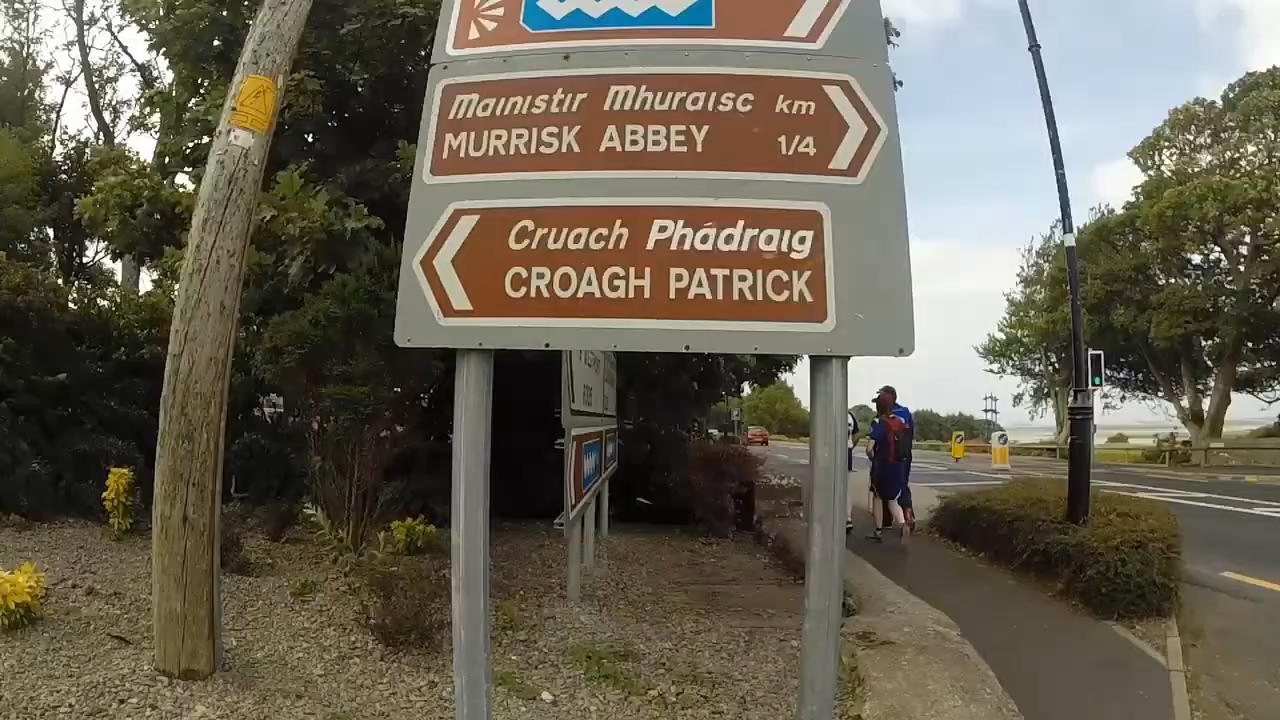 Mainistir Mhuraisc km
MURRISK ABBEY 1/4
Cruach Phádraig
CROAGH PATRICK